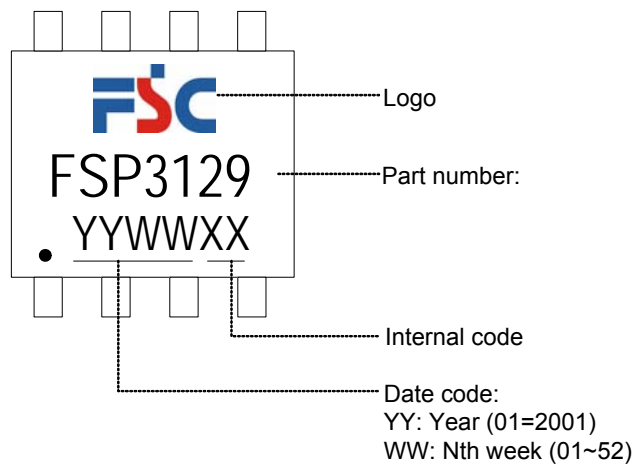 FSC
Logo
FSP3129
Part number:
YYWWXX
Internal code
Date code:
YY: Year (01=2001)
WW: Nth week (01~52)